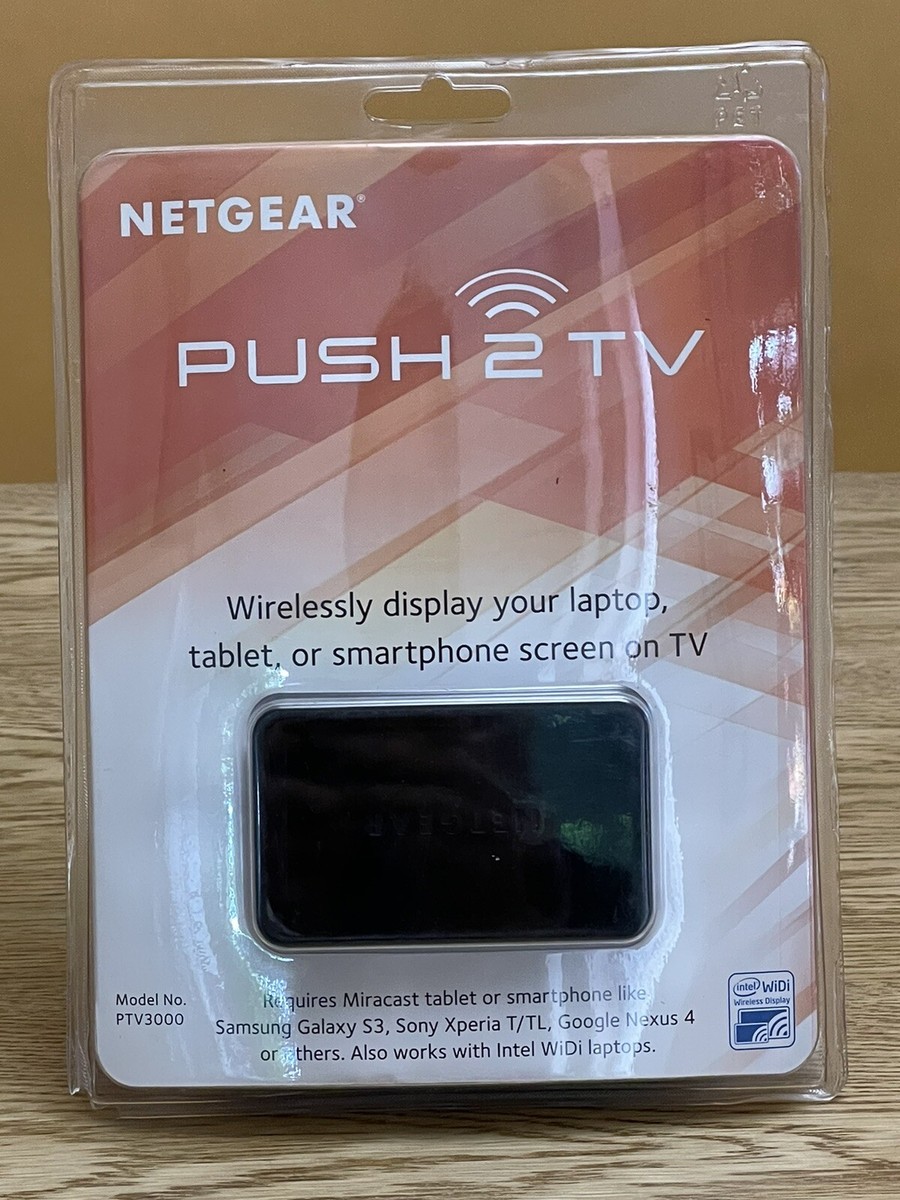 PET
NETGEAR®
PUSH 2 TV
Wirelessly display your laptop,
tablet, or smartphone screen on TV
NETGEAR
Model No.
PTV3000
Requires Miracast tablet or smartphone like
Samsung Galaxy S3, Sony Xperia T/TL, Google Nexus 4
or others. Also works with Intel WiDi laptops.
intel WiDi
Wireless Display